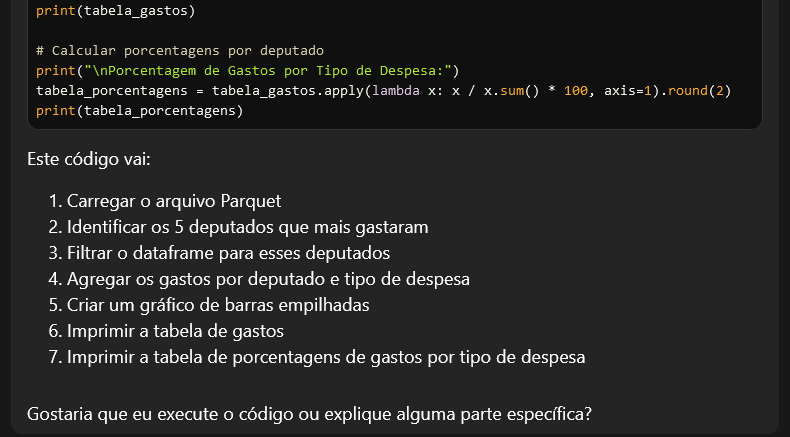 print(tabela_gastos)
# Calcular porcentagens por deputado
print("\nPorcentagem de Gastos por Tipo de Despesa:")
tabela_porcentagens = tabela_gastos.apply(lambda x: x / x.sum() * 100, axis=1).round(2)
print(tabela_porcentagens)
Este código vai:
1. Carregar o arquivo Parquet
2. Identificar os 5 deputados que mais gastaram
3. Filtrar o dataframe para esses deputados
4. Agregar os gastos por deputado e tipo de despesa
5. Criar um gráfico de barras empilhadas
6. Imprimir a tabela de gastos
7. Imprimir a tabela de porcentagens de gastos por tipo de despesa
Gostaria que eu execute o código ou explique alguma parte específica?